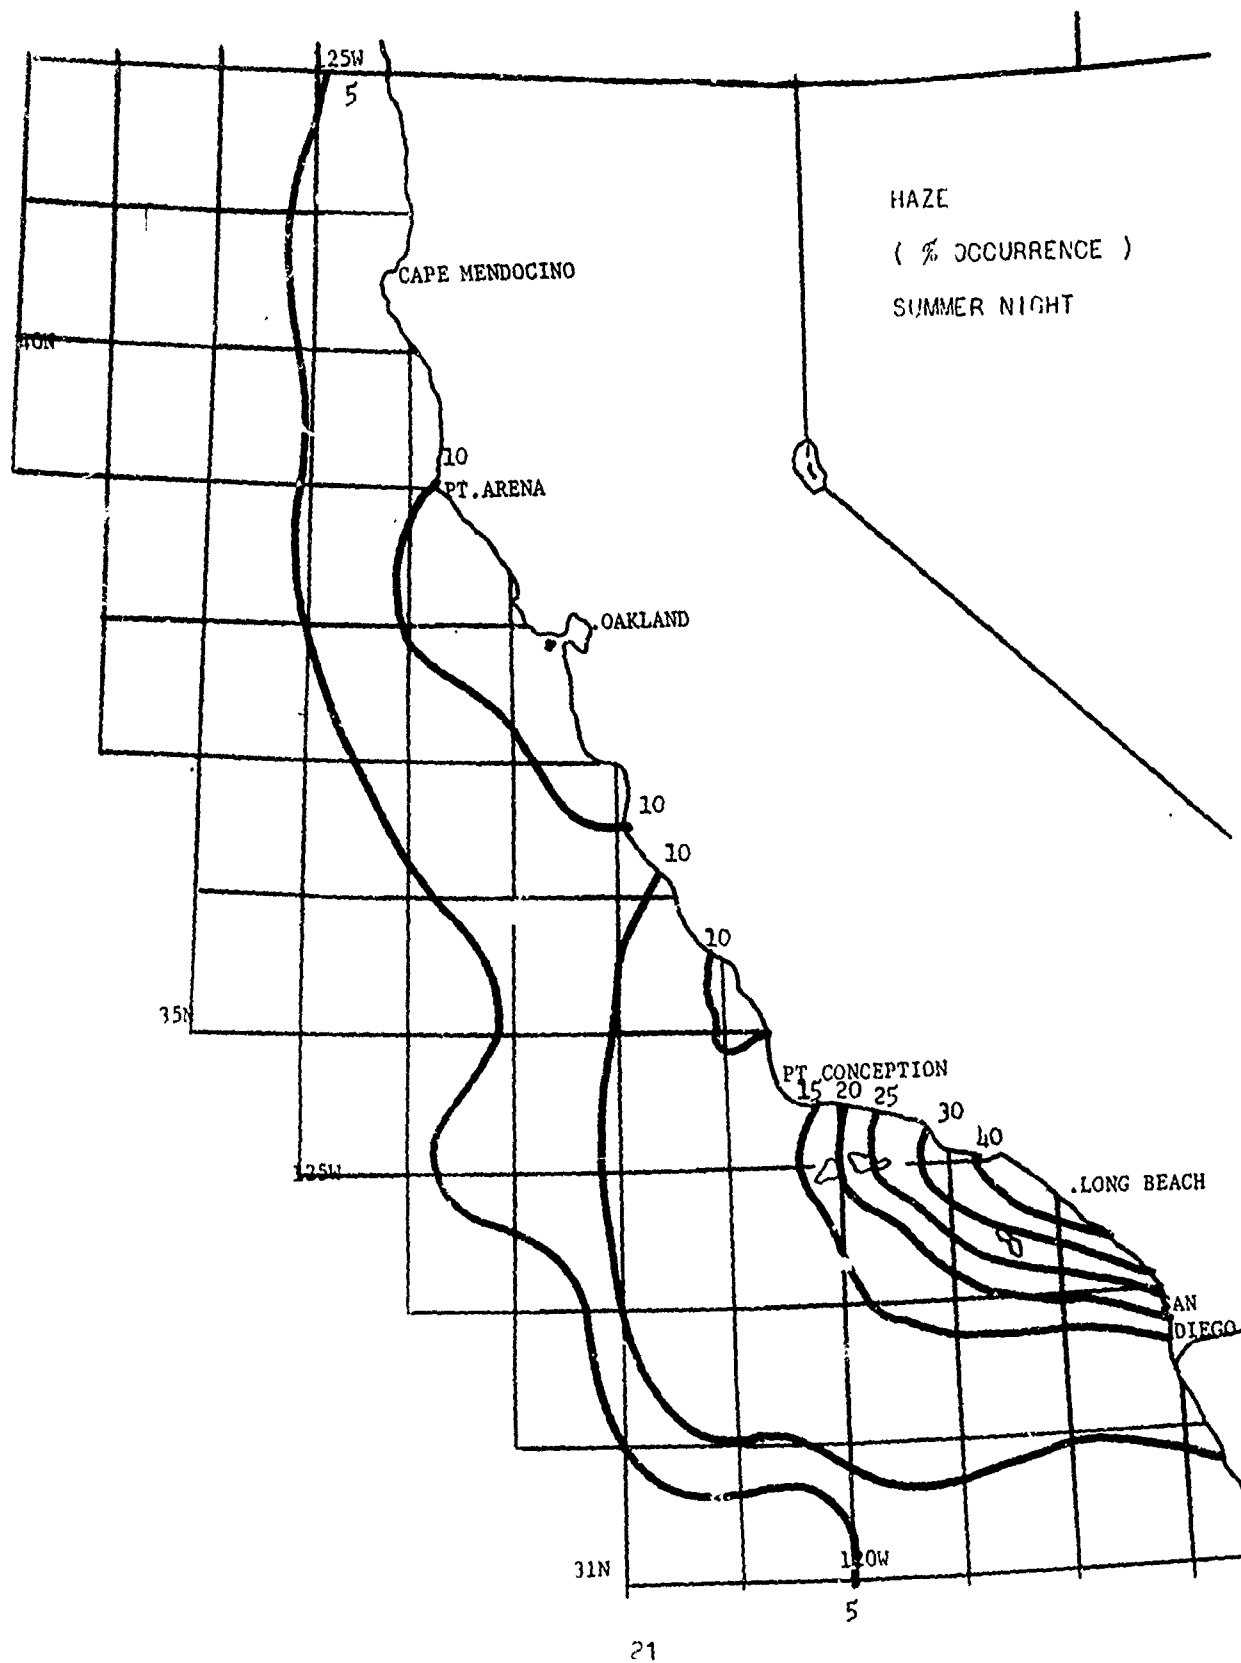 25W
5
HAZE
( % OCCURRENCE )
SUMMER NIGHT
CAPE MENDOCINO
40N
10
PT.ARENA
.OAKLAND
10
10
10
35N
PT CONCEPTION
15 20 25
30
40
125W
.LONG BEACH
SAN
DIEGO
31N
120W
5
21